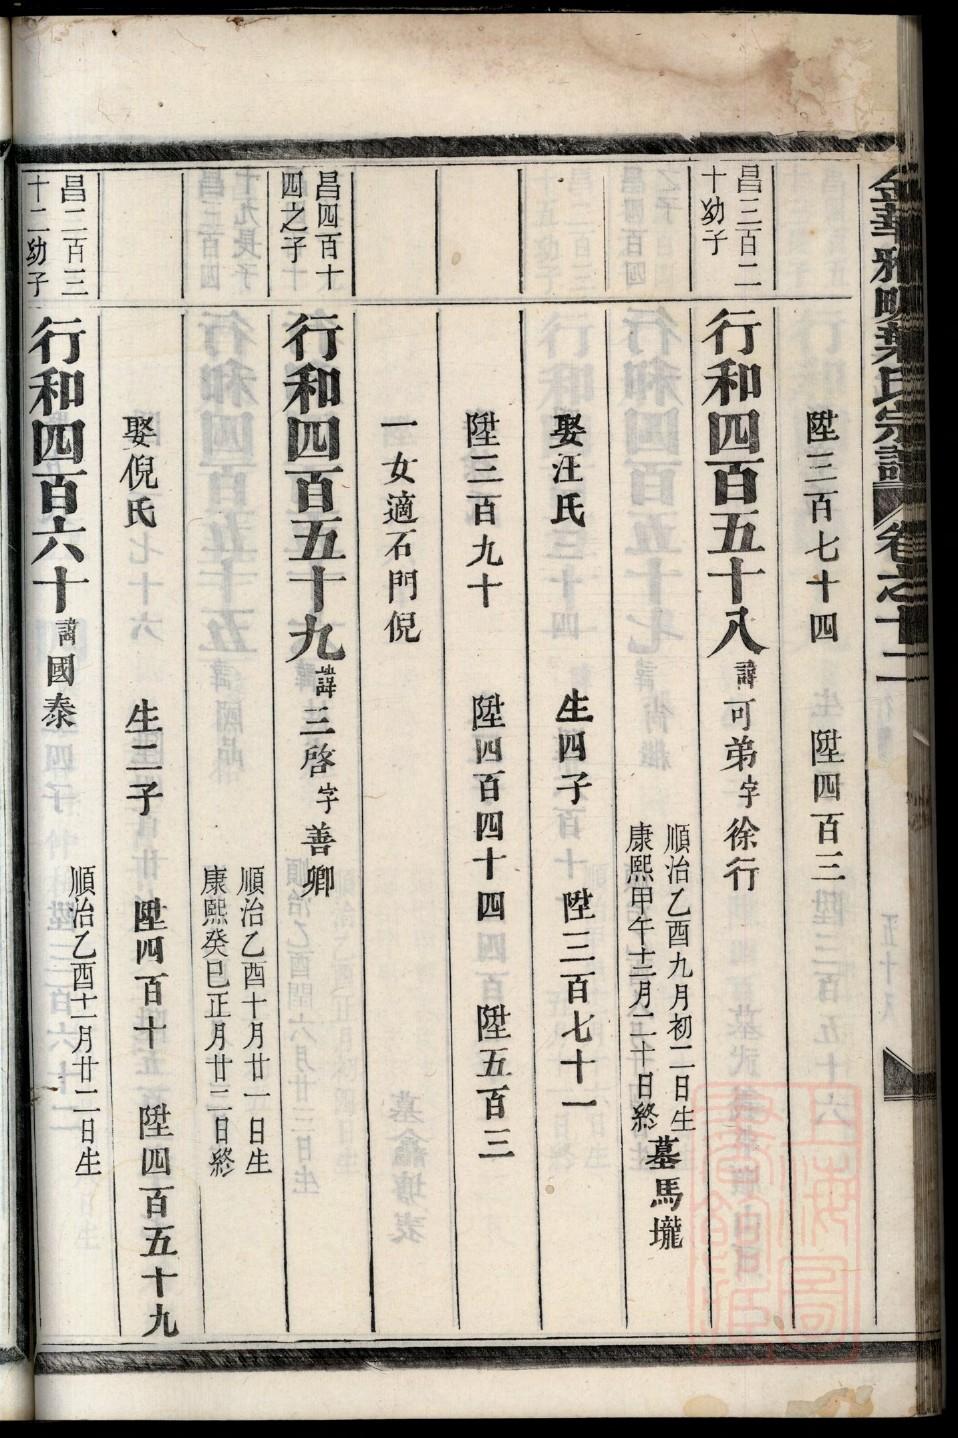 金華雅畈葉氏宗譜 卷之十二
陞三百七十四 陞四百三
昌三百二十幼子
行和四百五十八 諱可弟 字徐行
順治乙酉九月初二日生
康熙甲午十二月二十日終 墓馬壠
娶汪氏 生四子 陞三百七十一
陞三百九十 陞四百四十四 陞五百三
一女適石門倪
昌四百十四之子
行和四百五十九 諱三啓 字善卿
順治乙酉十月廿一日生
康熙癸巳正月廿三日終
娶倪氏 生二子 陞四百十 陞四百五十九
昌二百三十二幼子
行和四百六十 諱國泰
順治乙酉十一月廿二日生
上海圖書館藏